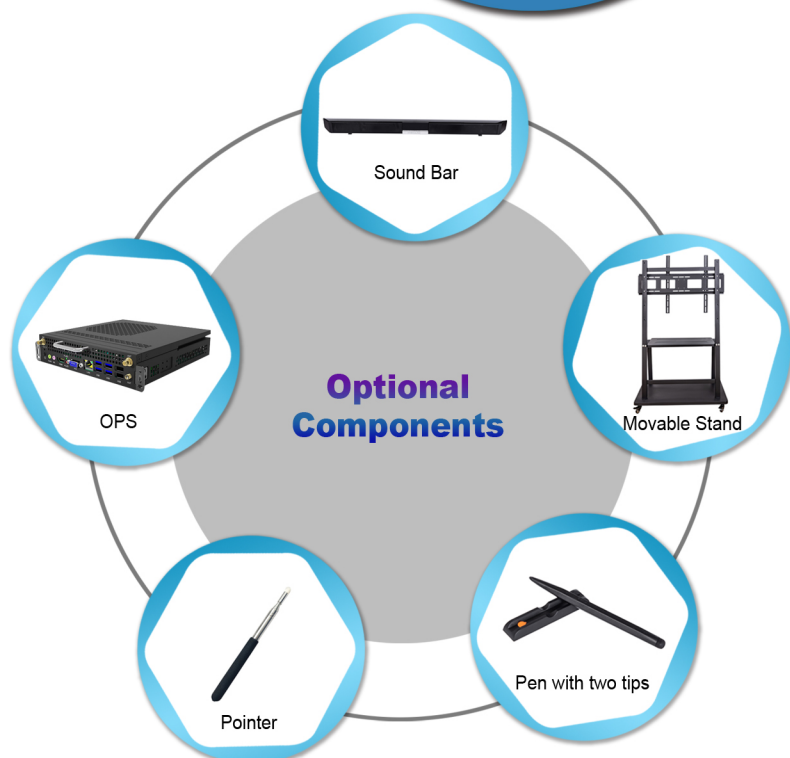 Sound Bar
OPS
Movable Stand
Optional
Components
Pointer
Pen with two tips